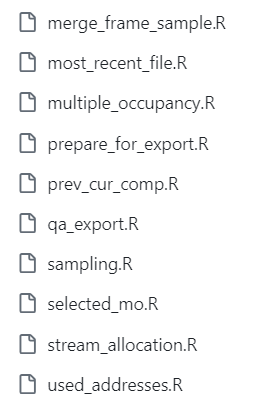 merge_frame_sample.R
most_recent_file.R
multiple_occupancy.R
prepare_for_export.R
prev_cur_comp.R
qa_export.R
sampling.R
selected_mo.R
stream_allocation.R
used_addresses.R